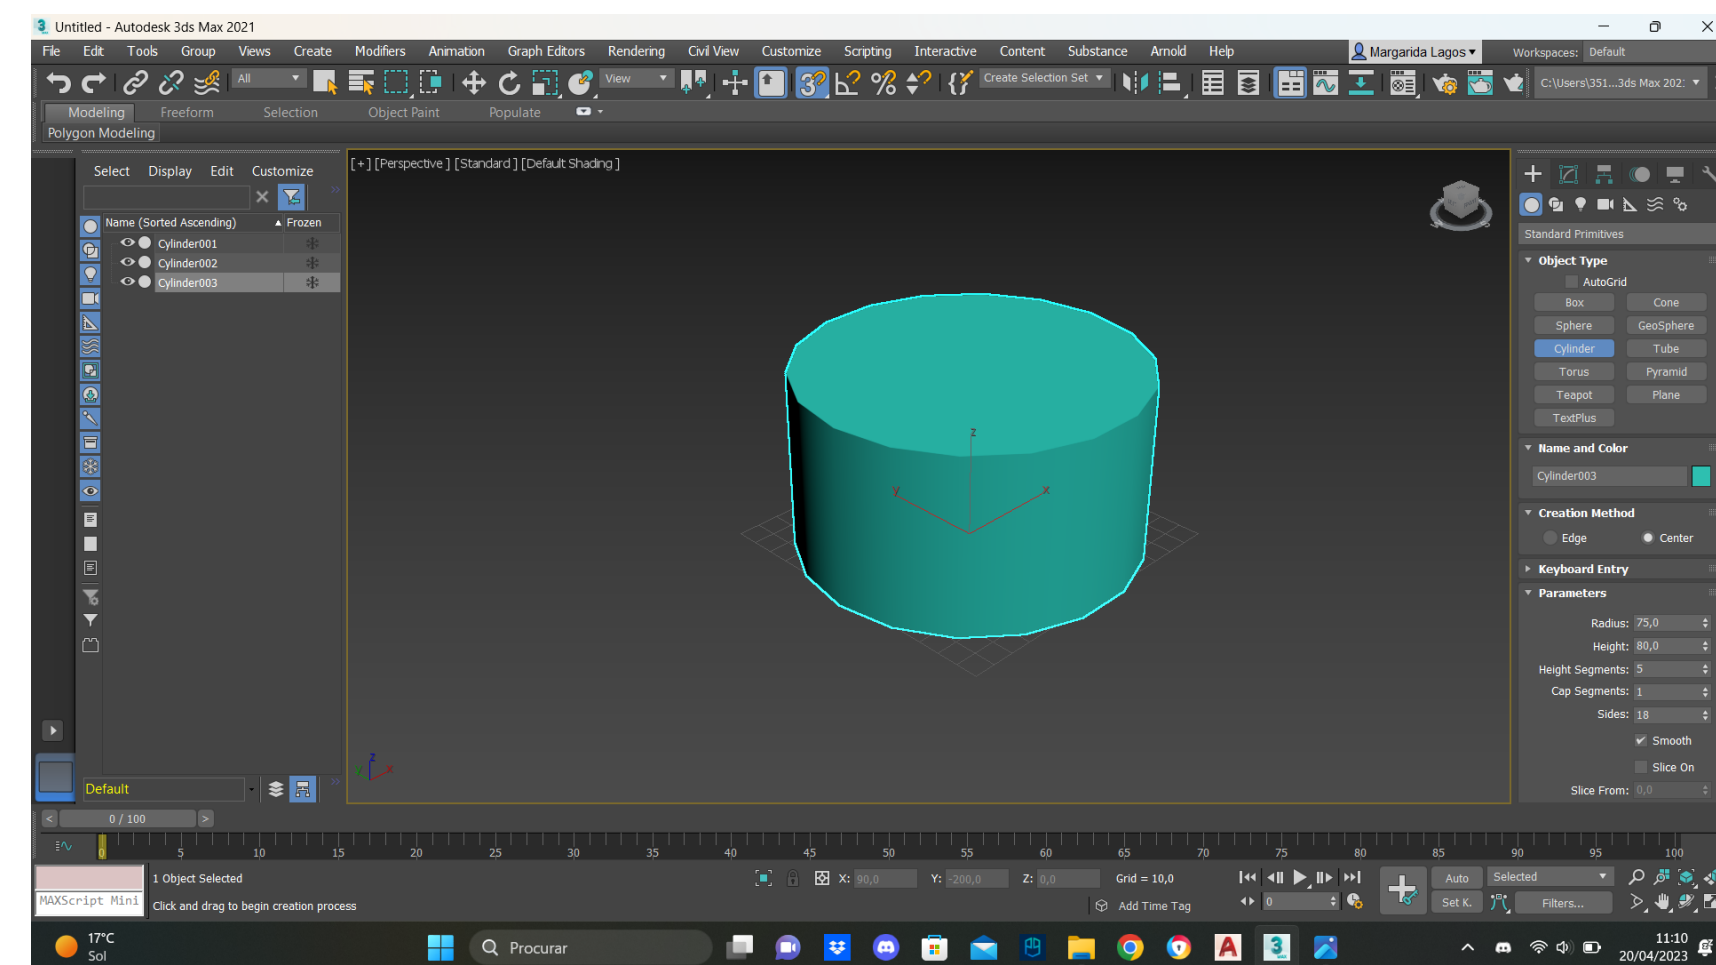 Untitled - Autodesk 3ds Max 2021
File Edit Tools Group Views Create Modifiers Animation Graph Editors Rendering Civil View Customize Scripting Interactive Content Substance Arnold Help Margarida Lagos Workspaces: Default
All View Create Selection Set C:\Users\351...3ds Max 202:
Modeling Freeform Selection Object Paint Populate
Polygon Modeling
Select Display Edit Customize
[+] [Perspective ] [Standard ] [Default Shading ]
Name (Sorted Ascending) Frozen
Cylinder001
Cylinder002
Cylinder003
z
y x
z
y x
Standard Primitives
Object Type
AutoGrid
Box Cone
Sphere GeoSphere
Cylinder Tube
Torus Pyramid
Teapot Plane
TextPlus
Name and Color
Cylinder003
Creation Method
Edge Center
Keyboard Entry
Parameters
Radius: 75,0
Height: 80,0
Height Segments: 5
Cap Segments: 1
Sides: 18
Smooth
Slice On
Slice From: 0,0
Default
< 0 / 100 >
0 5 10 15 20 25 30 35 40 45 50 55 60 65 70 75 80 85 90 95 100
1 Object Selected X: 90,0 Y: -200,0 Z: 0,0 Grid = 10,0 Auto Selected
MAXScript Mini Click and drag to begin creation proce Add Time Tag 0 Set K. Filters...
17°C
Sol
Procurar
11:10
20/04/2023